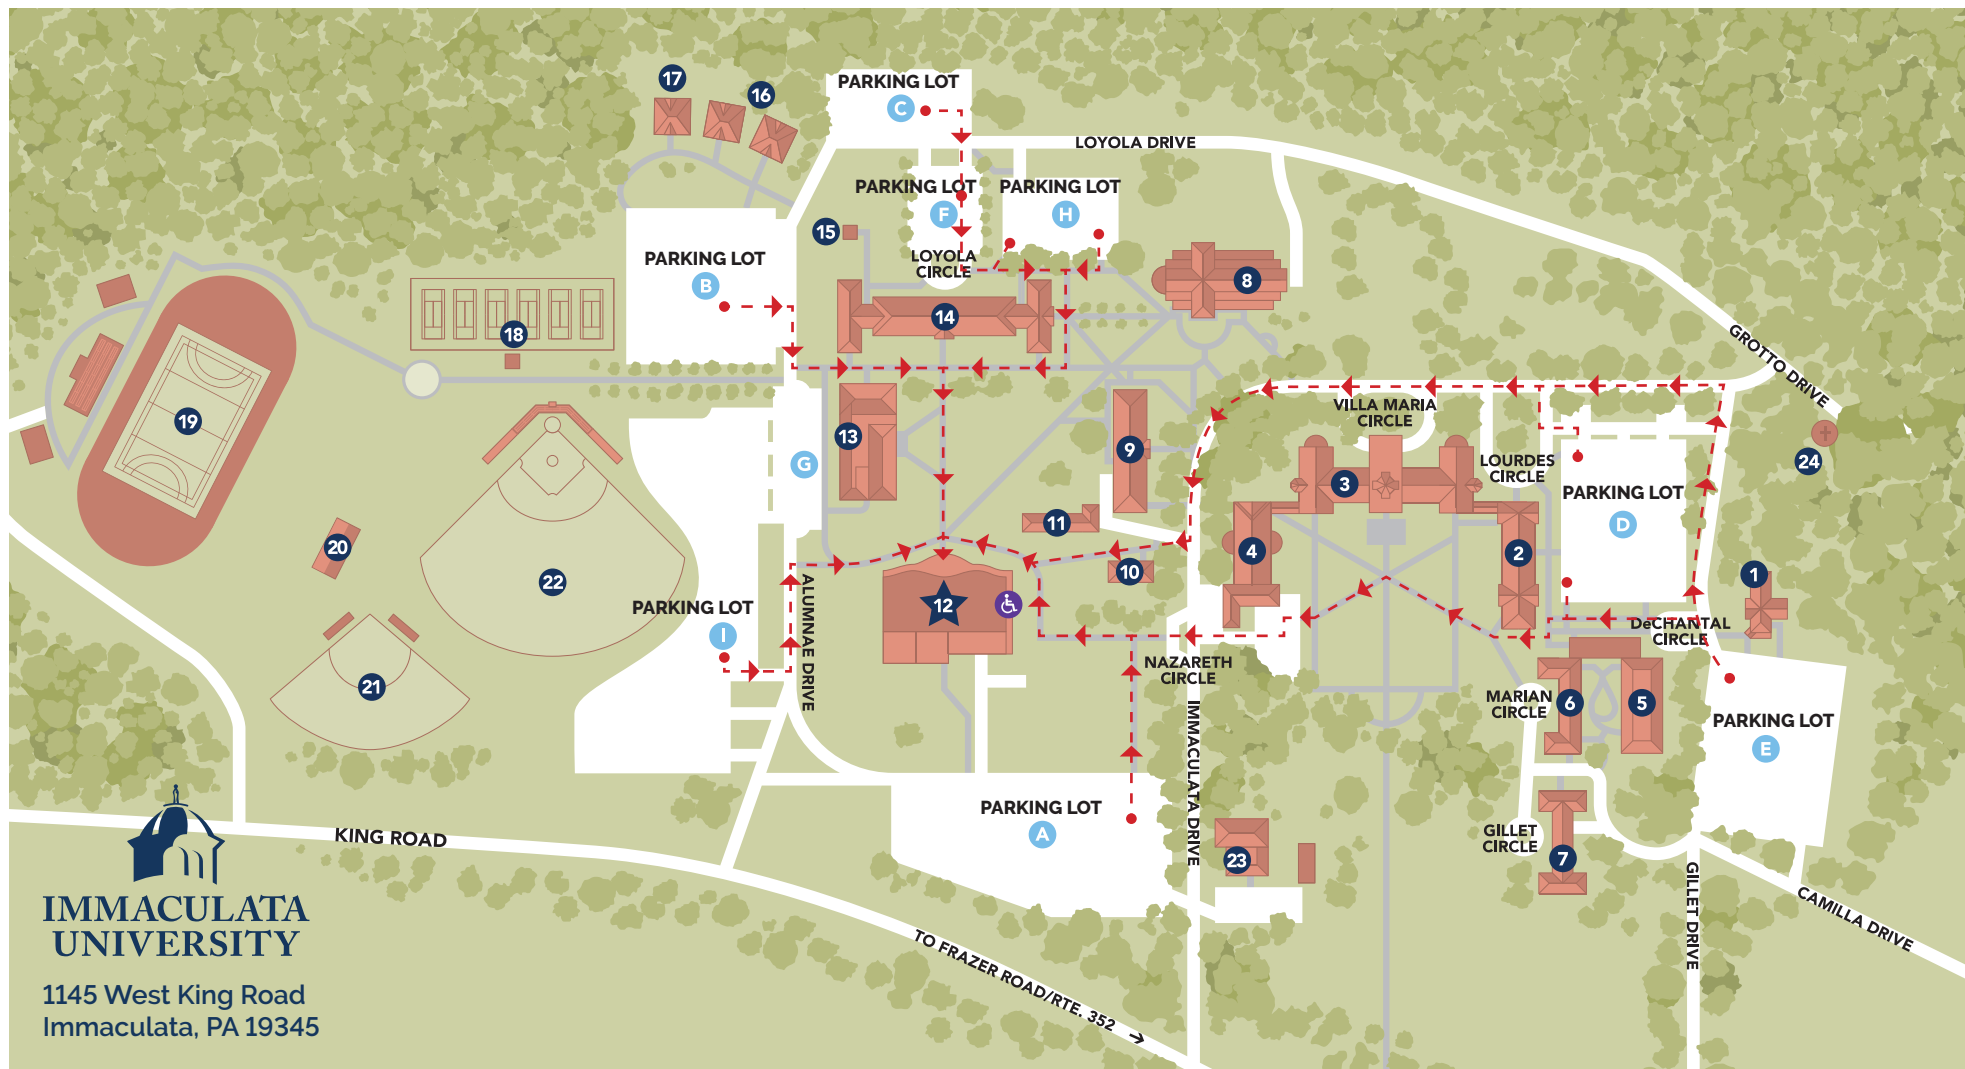 17
16
PARKING LOT
C
LOYOLA DRIVE
PARKING LOT
F
PARKING LOT
H
15
LOYOLA
CIRCLE
PARKING LOT
B
8
14
18
GROTTO DRIVE
19
VILLA MARIA
CIRCLE
13
G
9
24
LOURDES
CIRCLE
3
PARKING LOT
D
11
20
4
2
10
1
22
12
ALUMNAE DRIVE
PARKING LOT
I
DeCHANTAL
CIRCLE
NAZARETH
CIRCLE
21
MARIAN
CIRCLE
6
5
PARKING LOT
E
IMMACULATA DRIVE
PARKING LOT
A
KING ROAD
GILLET
CIRCLE
7
23
GILLET DRIVE
CAMILLA DRIVE
TO FRAZER ROAD/RTE. 352 →
IMMACULATA
UNIVERSITY
1145 West King Road
Immaculata, PA 19345